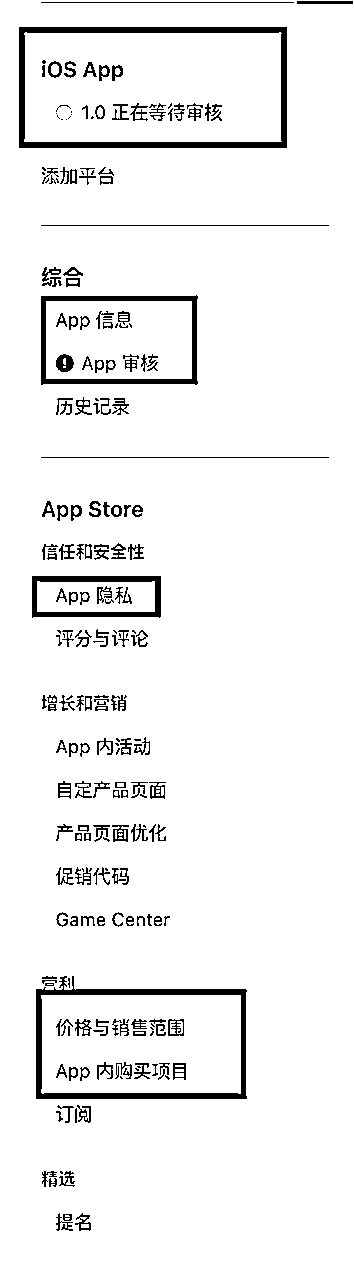 iOS App
1.0 正在等待审核
添加平台
综合
App 信息
App 审核
历史记录
App Store
信任和安全性
App 隐私
评分与评论
增长和营销
App 内活动
自定产品页面
产品页面优化
促销代码
Game Center
营利
价格与销售范围
App 内购买项目
订阅
精选
提名